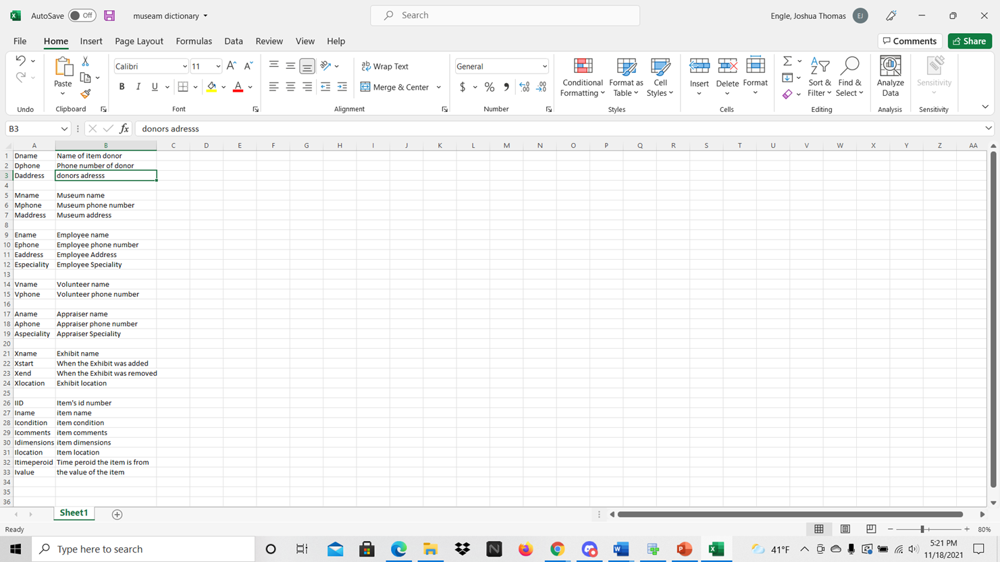 AutoSave Off museam dictionary Search Engle, Joshua Thomas EJ
File Home Insert Page Layout Formulas Data Review View Help Comments Share
Paste Calibri 11 Wrap Text General Conditional Formatting Format as Table Cell Styles Insert Delete Format Sort & Filter Find & Select Analyze Data Sensitivity
B I U Merge & Center $ %
Undo Clipboard Font Alignment Number Styles Cells Editing Analysis Sensitivity
B3 fx donors adresss
A B C D E F G H I J K L M N O P Q R S T U V W X Y Z AA
1 Dname Name of item donor
2 Dphone Phone number of donor
3 Daddress donors adresss
4
5 Mname Museum name
6 Mphone Museum phone number
7 Maddress Museum address
8
9 Ename Employee name
10 Ephone Employee phone number
11 Eaddress Employee Address
12 Especiality Employee Speciality
13
14 Vname Volunteer name
15 Vphone Volunteer phone number
16
17 Aname Appraiser name
18 Aphone Appraiser phone number
19 Aspeciality Appraiser Speciality
20
21 Xname Exhibit name
22 Xstart When the Exhibit was added
23 Xend When the Exhibit was removed
24 Xlocation Exhibit location
25
26 IID Item's id number
27 Iname item name
28 Icondition item condition
29 Icomments item comments
30 Idimensions item dimensions
31 Ilocation Item location
32 Itimeperoid Time peroid the item is from
33 Ivalue the value of the item
34
35
36
Sheet1
Ready 80%
Type here to search 41°F 5:21 PM
11/18/2021